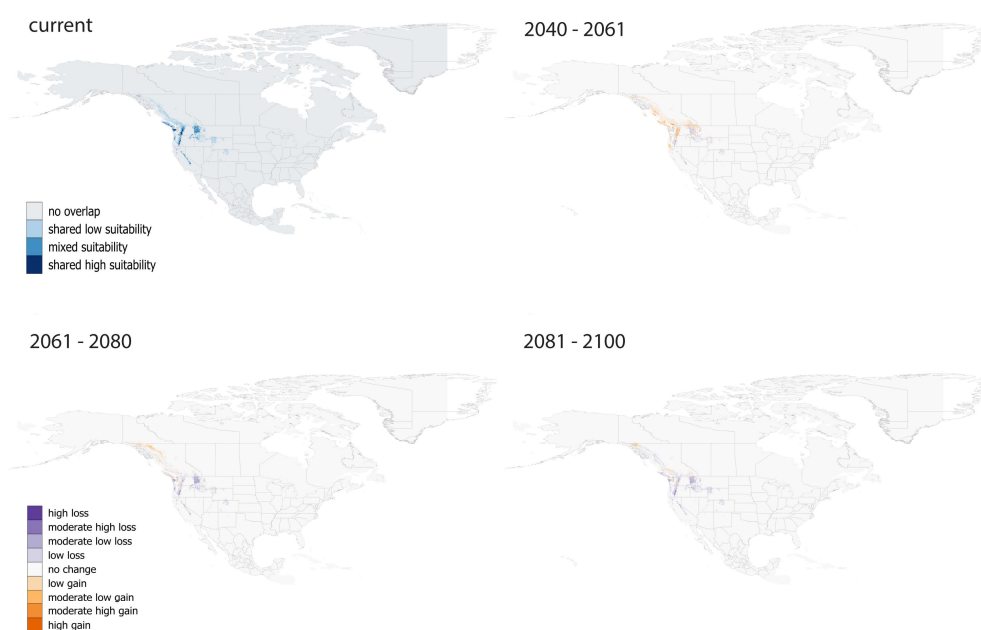 current
2040 - 2061
no overlap
shared low suitability
mixed suitability
shared high suitability
2061 - 2080
2081 - 2100
high loss
moderate high loss
moderate low loss
low loss
no change
low gain
moderate low gain
moderate high gain
high gain